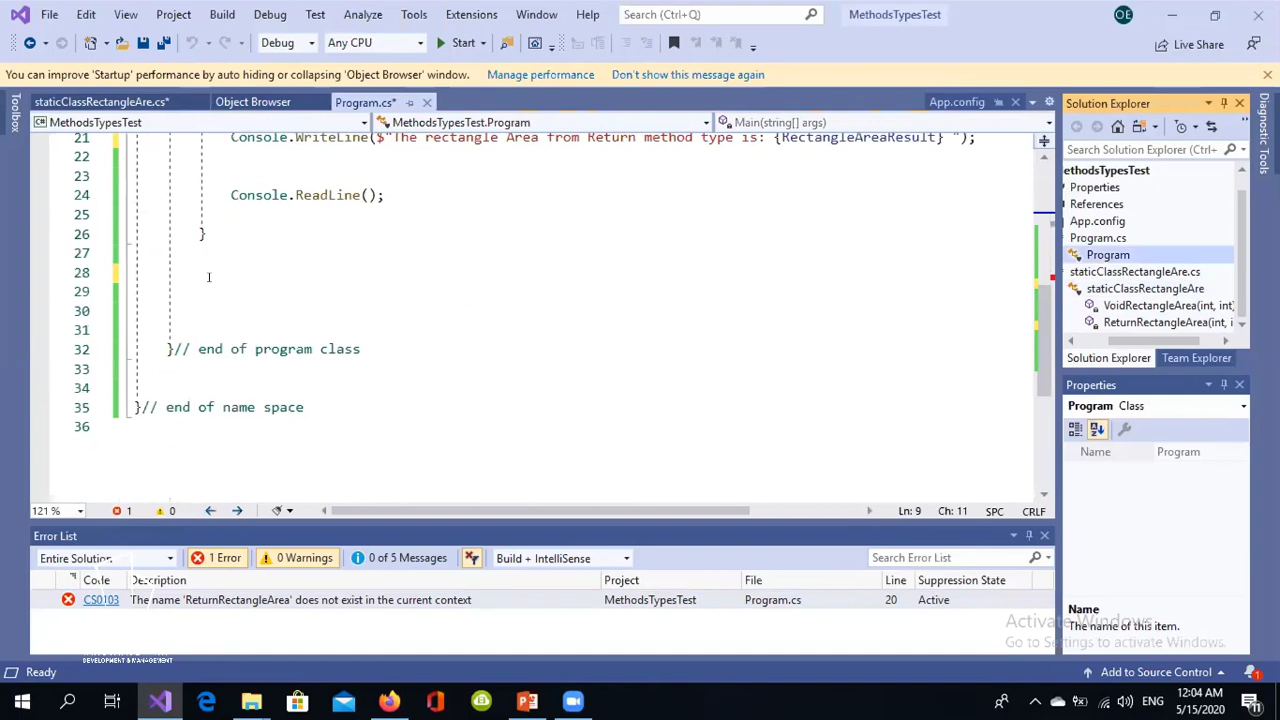 File Edit View Project Build Debug Test Analyze Tools Extensions Window Help Search (Ctrl+Q) MethodsTypesTest OE
Debug Any CPU Start Live Share
You can improve 'Startup' performance by auto hiding or collapsing 'Object Browser' window. Manage performance Don't show this message again
Toolbox
staticClassRectangleAre.cs* Object Browser Program.cs* App.config
MethodsTypesTest MethodsTypesTest.Program Main(string[] args)
21 Console.WriteLine($"The rectangle Area from Return method type is: {RectangleAreaResult} ");
22
23
24 Console.ReadLine();
25
26 }
27
28
29
30
31
32 }// end of program class
33
34
35 }// end of name space
36
121 % 1 0 Ln: 9 Ch: 11 SPC CRLF
Solution Explorer
Search Solution Explorer (Ctrl+
ethodsTypesTest
Properties
References
App.config
Program.cs
Program
staticClassRectangleAre.cs
staticClassRectangleAre
VoidRectangleArea(int, int)
ReturnRectangleArea(int, i
Solution Explorer Team Explorer
Properties
Program Class
Name Program
Name
The name of this item.
Diagnostic Tools
Error List
Entire Solution 1 Error 0 Warnings 0 of 5 Messages Build + IntelliSense Search Error List
Code Description Project File Line Suppression State
CS0103 The name 'ReturnRectangleArea' does not exist in the current context MethodsTypesTest Program.cs 20 Active
Activate Windows
Go to Settings to activate Windows.
DEVELOPMENT & MANAGEMENT
Ready Add to Source Control 1
ENG 12:04 AM
5/15/2020 11